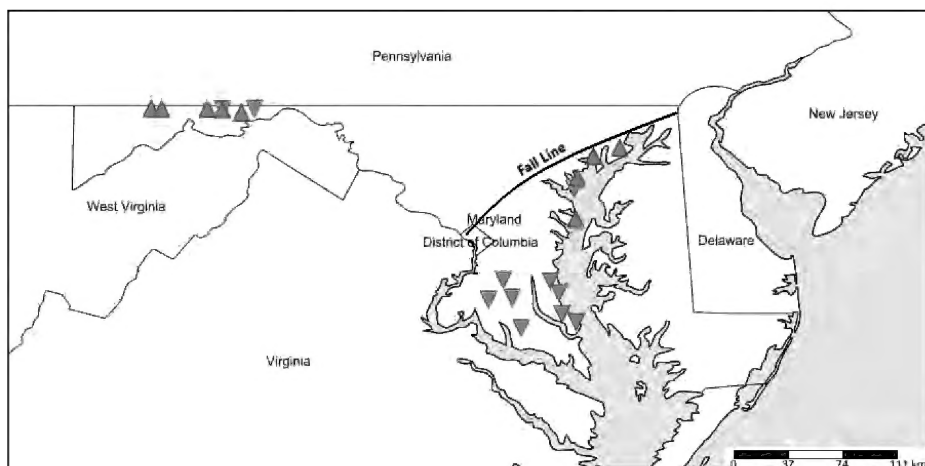 Pennsylvania
New Jersey
Fall Line
West Virginia
Maryland
District of Columbia
Delaware
Virginia
0 37 74 111 km